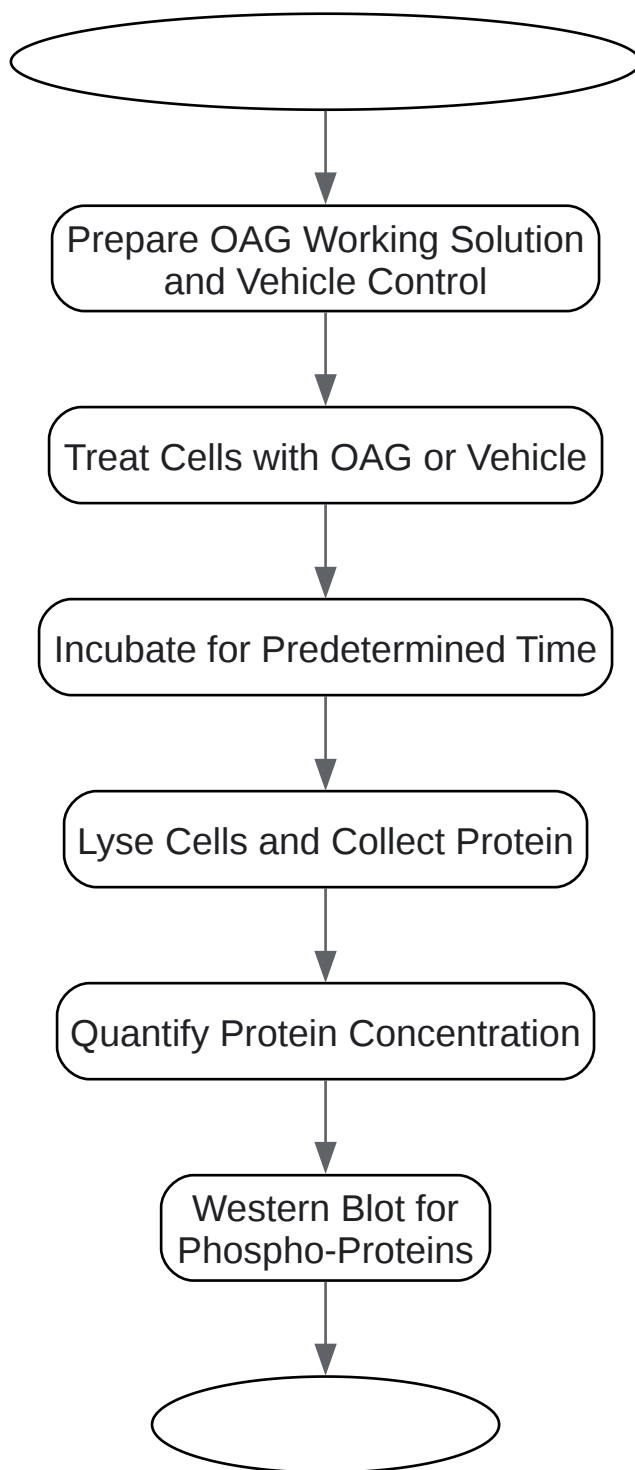 Prepare OAG Working Solution
and Vehicle Control
Treat Cells with OAG or Vehicle
Incubate for Predetermined Time
Lyse Cells and Collect Protein
Quantify Protein Concentration
Western Blot for
Phospho-Proteins